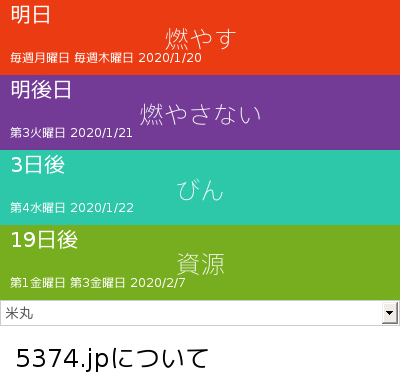 明日
燃やす
毎週月曜日 毎週木曜日 2020/1/20
明後日
燃やさない
第3火曜日 2020/1/21
3日後
びん
第4水曜日 2020/1/22
19日後
資源
第1金曜日 第3金曜日 2020/2/7
米丸
5374.jpについて